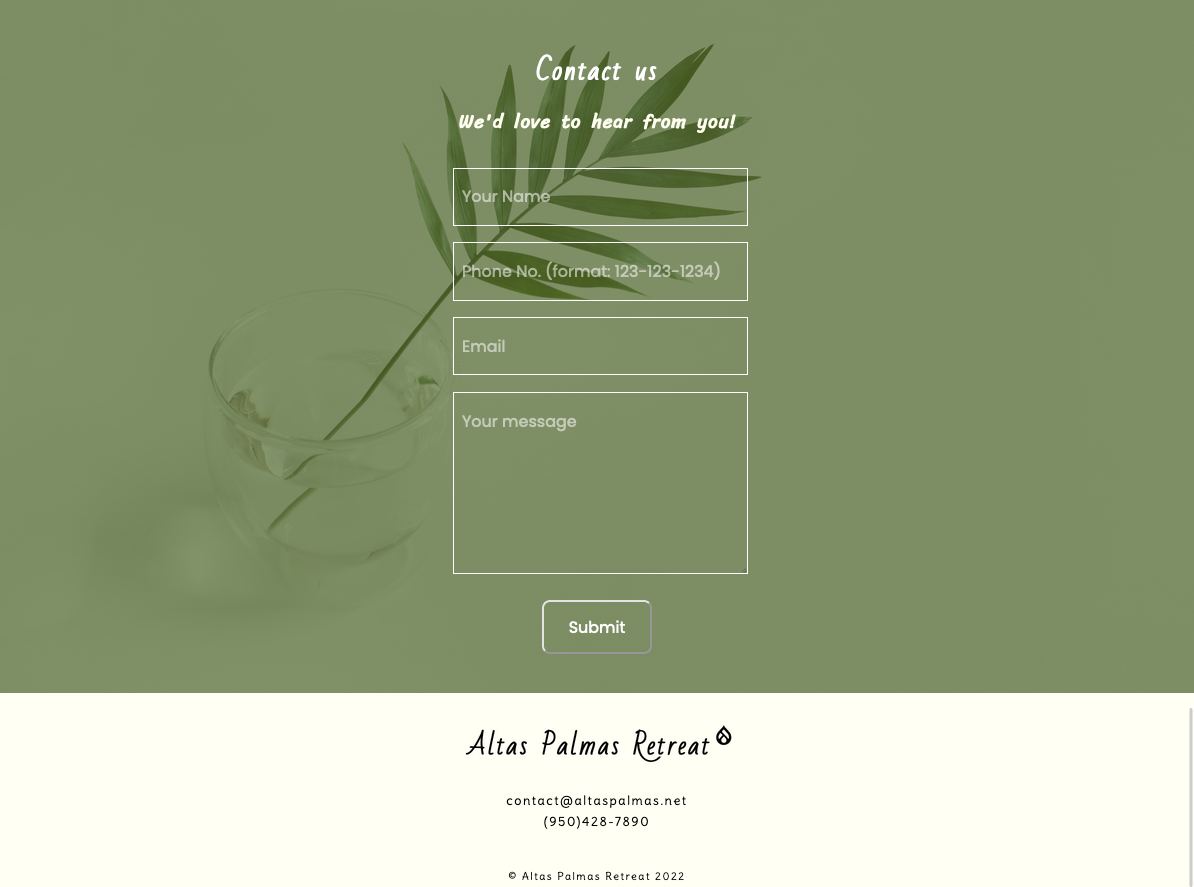 Contact us
We'd love to hear from you!
Your Name
Phone No. (format: 123-123-1234)
Email
Your message
Submit
Altas Palmas Retreat
contact@altaspalmas.net
(950)428-7890
© Altas Palmas Retreat 2022